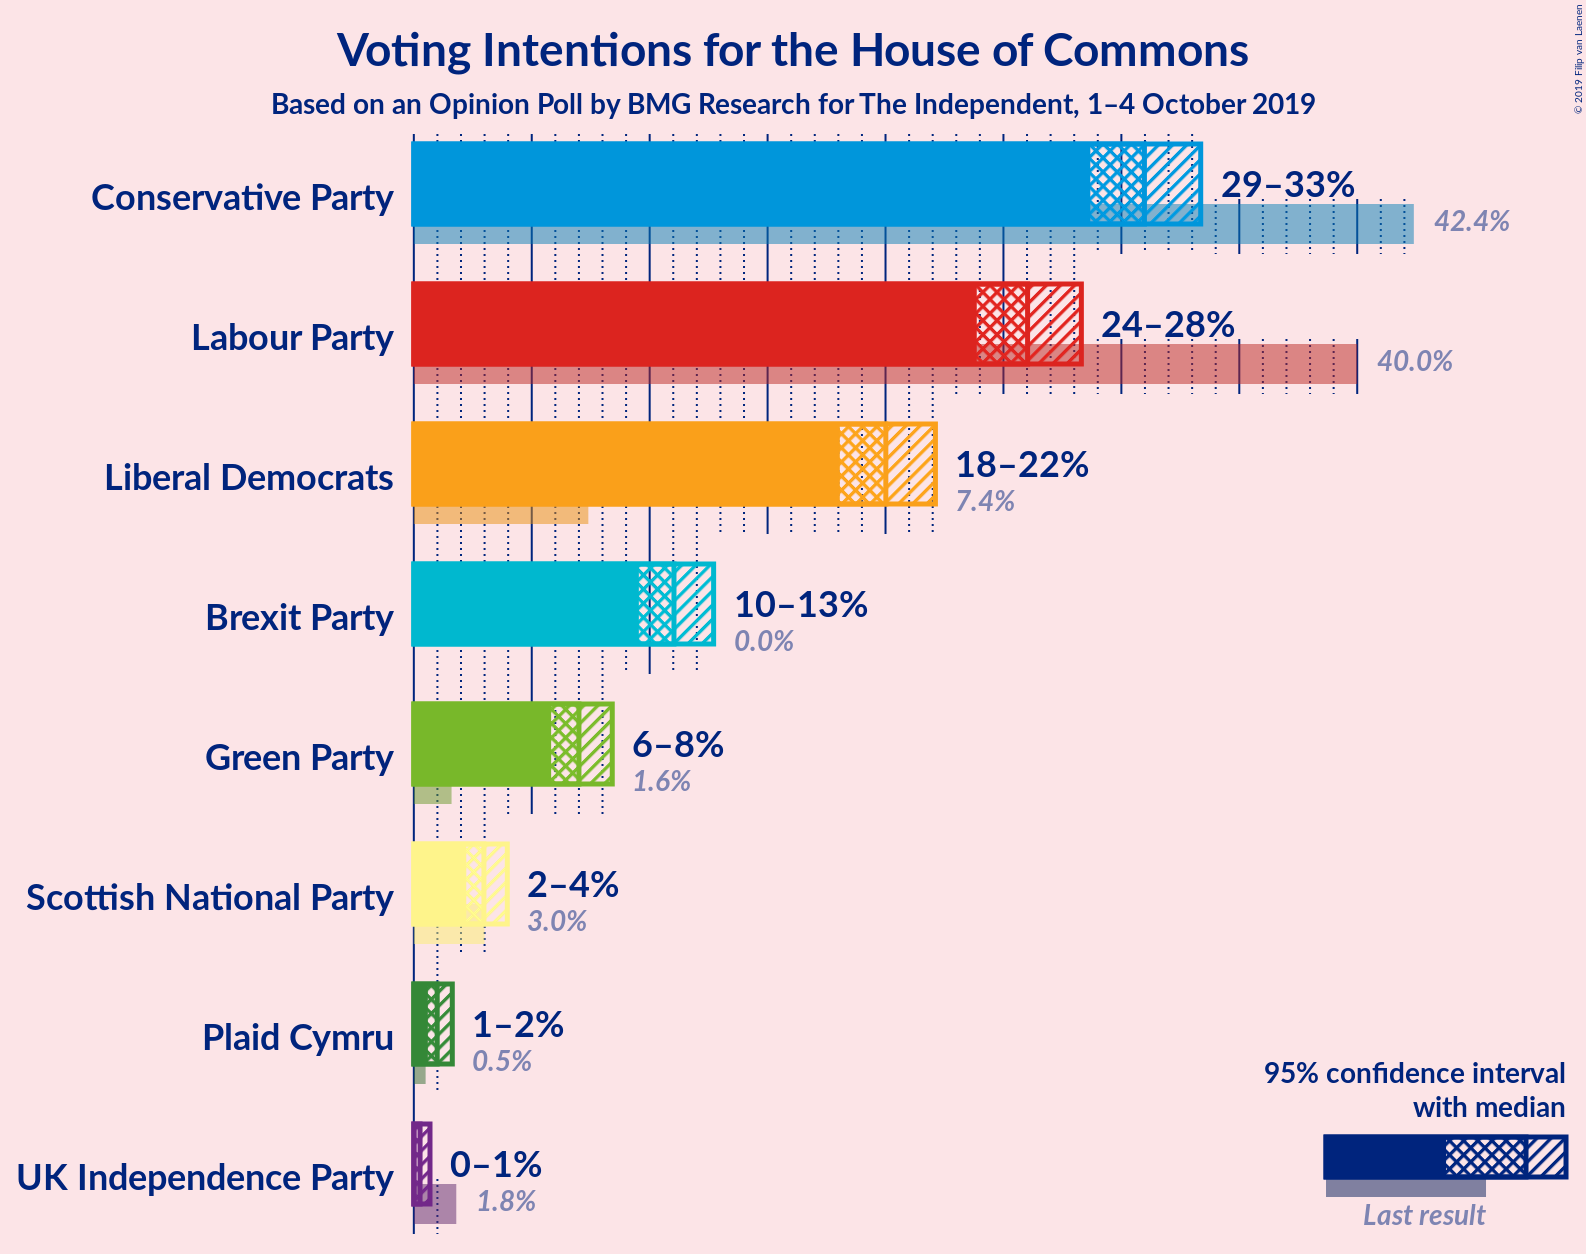 Voting Intentions for the House of Commons
Based on an Opinion Poll by BMG Research for The Independent, 1–4 October 2019
© 2019 Filip van Laenen
Conservative Party
29–33%
42.4%
Labour Party
24–28%
40.0%
Liberal Democrats
18–22%
7.4%
Brexit Party
10–13%
0.0%
Green Party
6–8%
1.6%
Scottish National Party
2–4%
3.0%
Plaid Cymru
1–2%
0.5%
UK Independence Party
0–1%
1.8%
95% confidence interval
with median
Last result